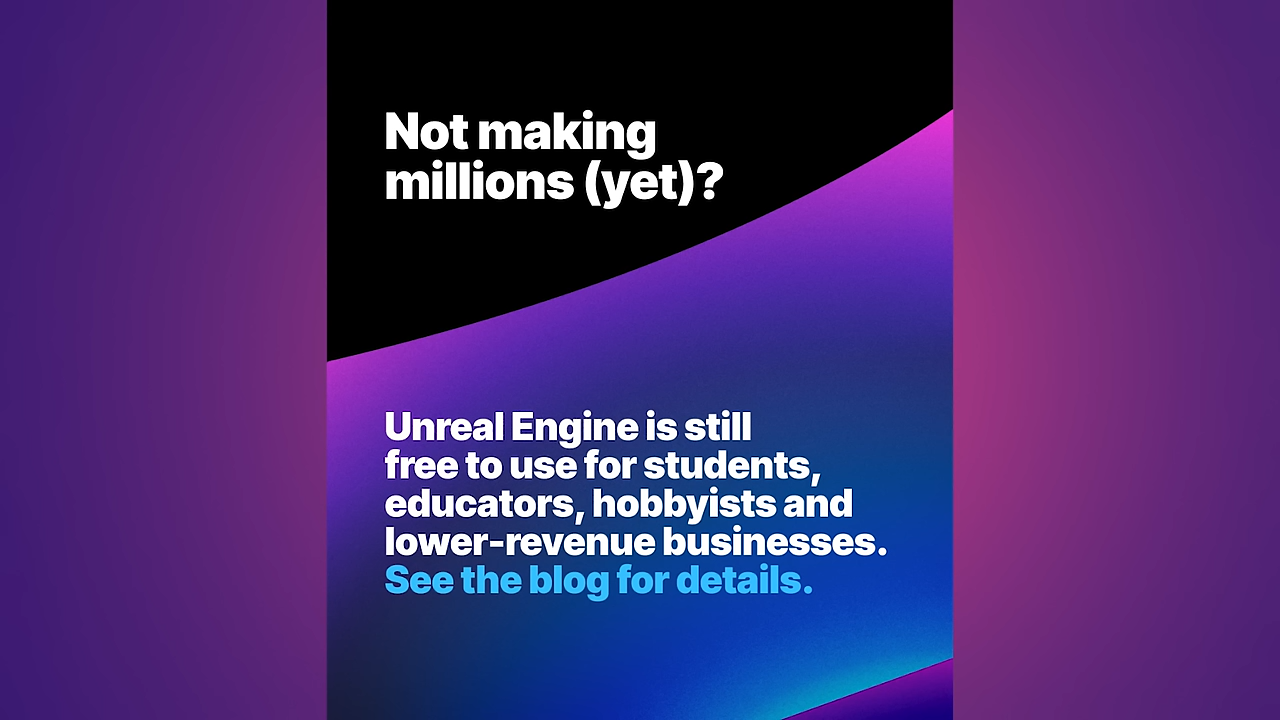 Not making
millions (yet)?
Unreal Engine is still
free to use for students,
educators, hobbyists and
lower-revenue businesses.
See the blog for details.